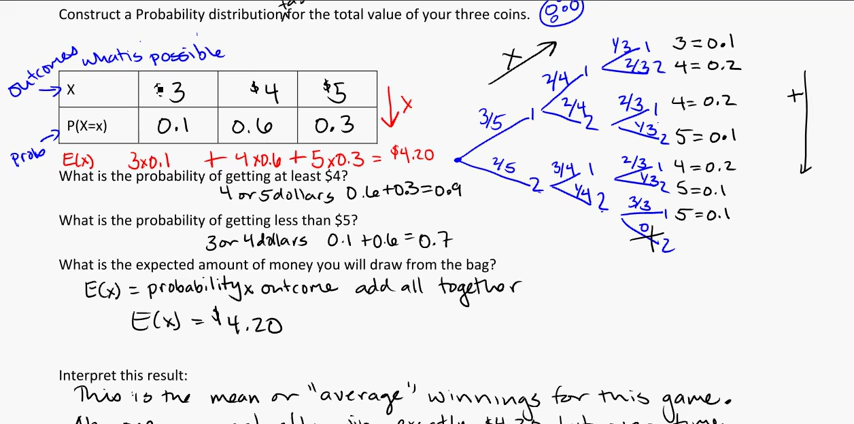 Construct a Probability distribution for the total value of your three coins.
outcomes what is possible
X $3 $4 $5
P(X=x) 0.1 0.6 0.3
prob
x
E(x) 3x0.1 + 4x0.6 + 5x0.3 = $4.20
What is the probability of getting at least $4?
4 or 5 dollars 0.6+0.3=0.9
What is the probability of getting less than $5?
3 or 4 dollars 0.1+0.6=0.7
What is the expected amount of money you will draw from the bag?
E(x) = probability x outcome add all together
E(x) = $4.20
Interpret this result:
This is the mean or "average" winnings for this game.
x +
1/3 1 3=0.1
2/4 1 2/3 2 4=0.2
3/5 1 2/4 2 2/3 1 4=0.2
1/3 2 5=0.1
2/5 2 3/4 1 2/3 1 4=0.2
1/3 2 5=0.1
1/4 2 3/3 1 5=0.1
0 2